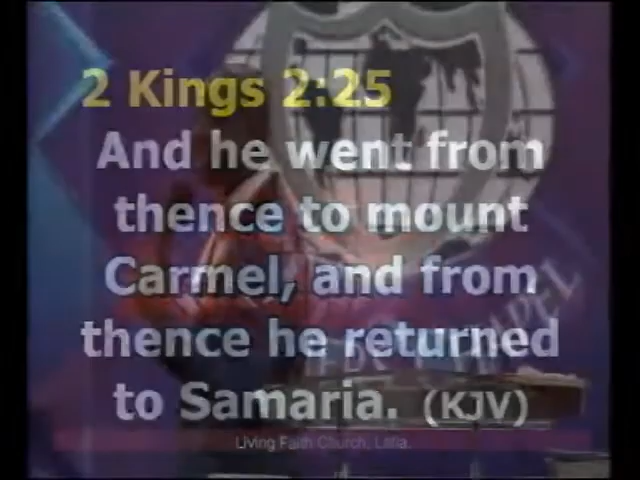 2 Kings 2:25
And he went from
thence to mount
Carmel, and from
thence he returned
to Samaria. (KJV)
Living Faith Church,